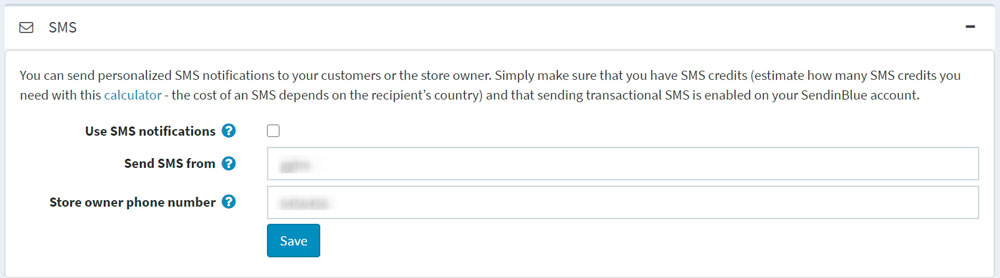 SMS
You can send personalized SMS notifications to your customers or the store owner. Simply make sure that you have SMS credits (estimate how many SMS credits you
need with this calculator - the cost of an SMS depends on the recipient's country) and that sending transactional SMS is enabled on your SendinBlue account.
Use SMS notifications ?
Send SMS from ?
Store owner phone number ?
Save